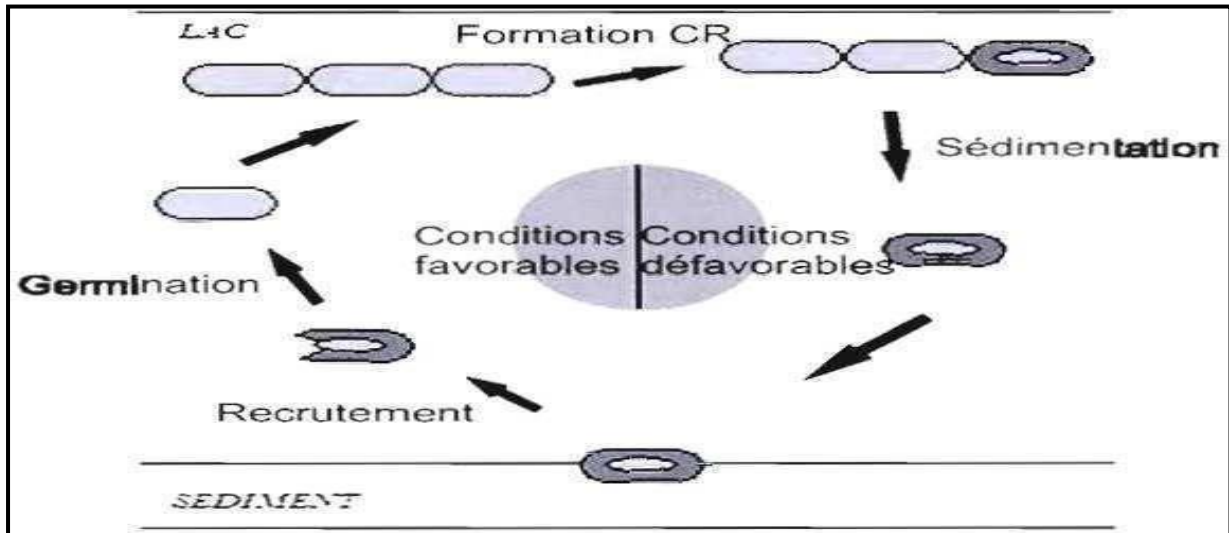 LAC
Formation CR
Sédimentation
Conditions Conditions
favorables défavorables
Germination
Recrutement
SEDIMENT